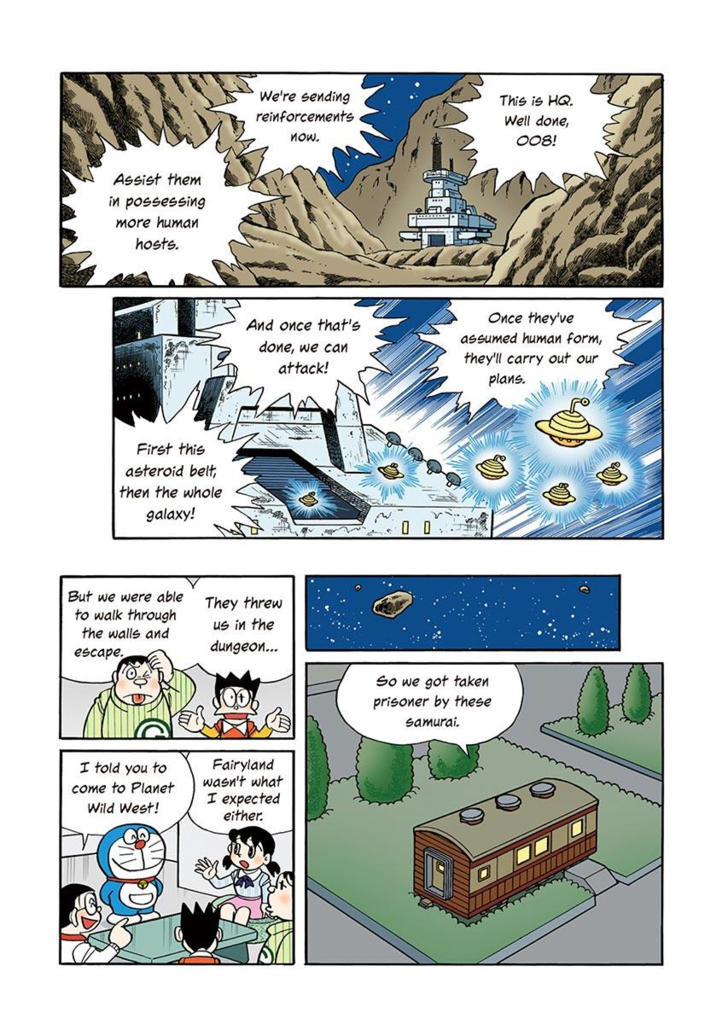 This is HQ.
Well done,
008!
We're sending
reinforcements
now.
Assist them
in possessing
more human
hosts.
Once they've
assumed human form,
they'll carry out our
plans.
And once that's
done, we can
attack!
First this
asteroid belt,
then the whole
galaxy!
So we got taken
prisoner by these
samurai.
They threw
us in the
dungeon...
But we were able
to walk through
the walls and
escape.
G
Fairyland
wasn't what
I expected
either.
I told you to
come to Planet
Wild West!